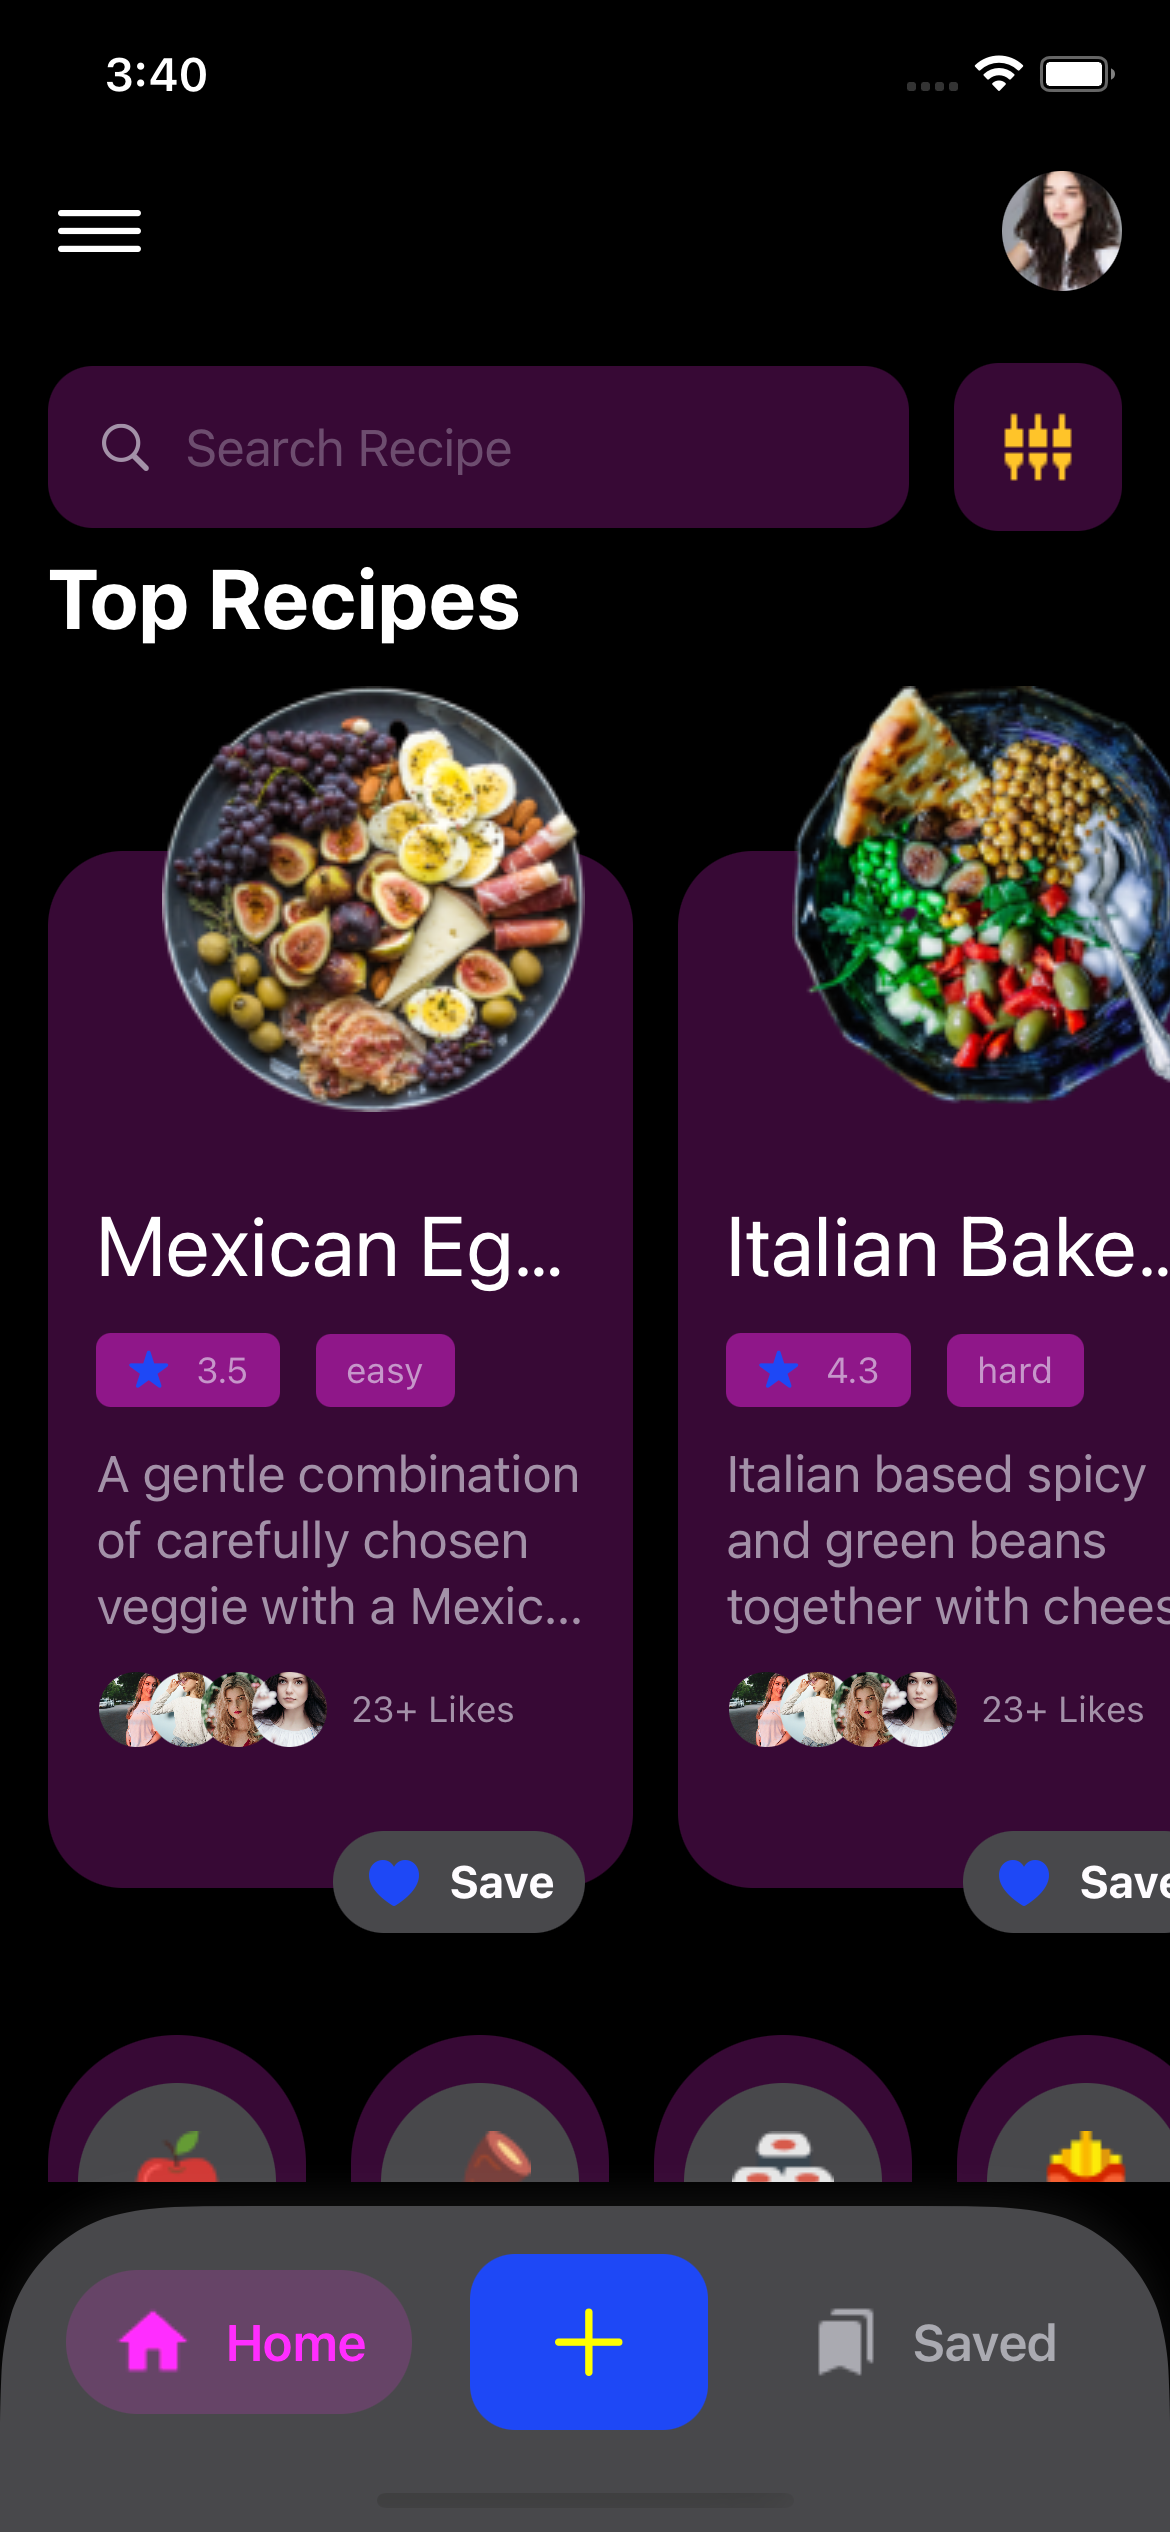 3:40
Search Recipe
Top Recipes
Mexican Eg...
3.5
easy
A gentle combination
of carefully chosen
veggie with a Mexic...
23+ Likes
Save
Italian Bake..
4.3
hard
Italian based spicy
and green beans
together with chees
23+ Likes
Save
Home
Saved